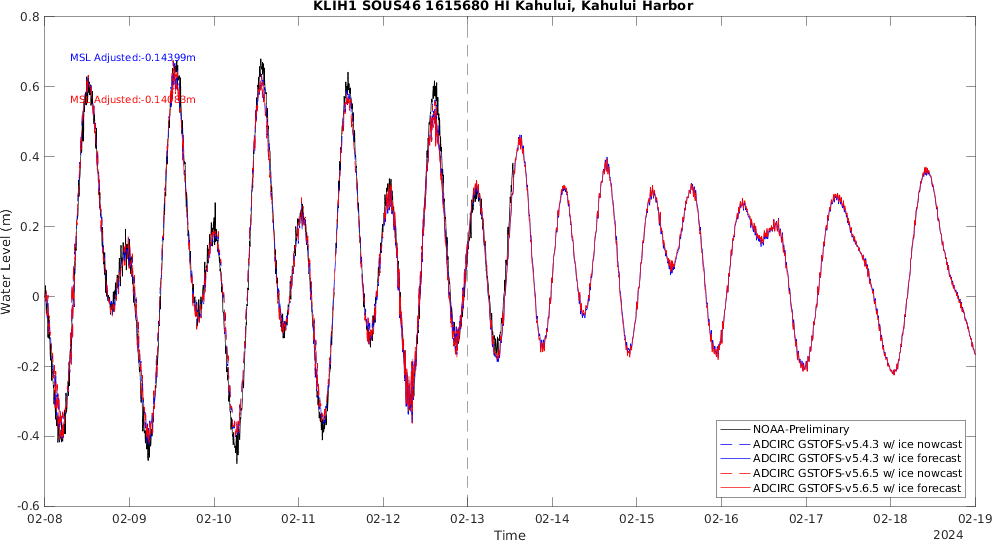 KLIH1 SOUS46 1615680 HI Kahului, Kahului Harbor
MSL Adjusted:-0.14399m
MSL Adjusted:-0.14083m
Water Level (m)
0.8
0.6
0.4
0.2
0
-0.2
-0.4
-0.6
NOAA-Preliminary
ADCIRC GSTOFS-v5.4.3 w/ ice nowcast
ADCIRC GSTOFS-v5.4.3 w/ ice forecast
ADCIRC GSTOFS-v5.6.5 w/ ice nowcast
ADCIRC GSTOFS-v5.6.5 w/ ice forecast
02-08 02-09 02-10 02-11 02-12 02-13 02-14 02-15 02-16 02-17 02-18 02-19
Time
2024